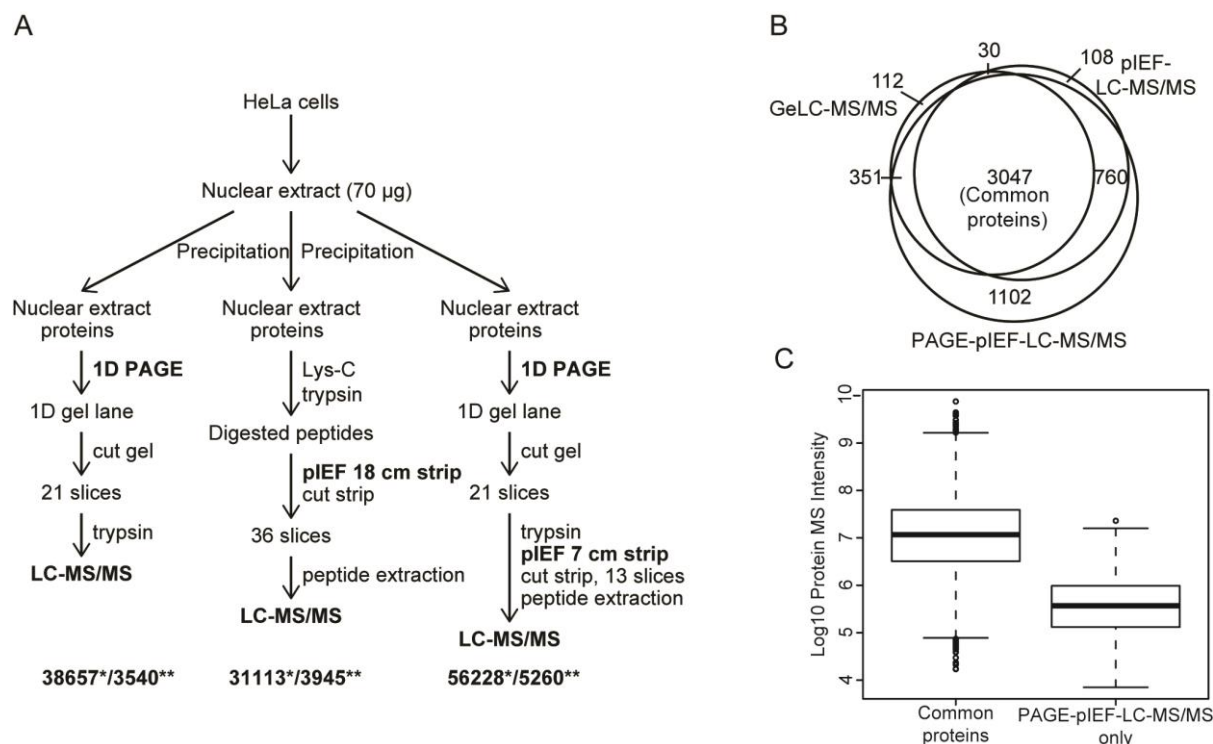 A
HeLa cells
Nuclear extract (70 µg)
Precipitation
Precipitation
Nuclear extract
proteins
1D PAGE
1D gel lane
cut gel
21 slices
trypsin
LC-MS/MS
38657*/3540**
Nuclear extract
proteins
Lys-C
trypsin
Digested peptides
pIEF 18 cm strip
cut strip
36 slices
peptide extraction
LC-MS/MS
31113*/3945**
Nuclear extract
proteins
1D PAGE
1D gel lane
cut gel
21 slices
trypsin
pIEF 7 cm strip
cut strip, 13 slices
peptide extraction
LC-MS/MS
56228*/5260**
B
30
108
pIEF-
LC-MS/MS
112
GeLC-MS/MS
351
3047
(Common
proteins)
760
1102
PAGE-pIEF-LC-MS/MS
C
Log10 Protein MS Intensity
10
9
8
7
6
5
4
Common
proteins
PAGE-pIEF-LC-MS/MS
only